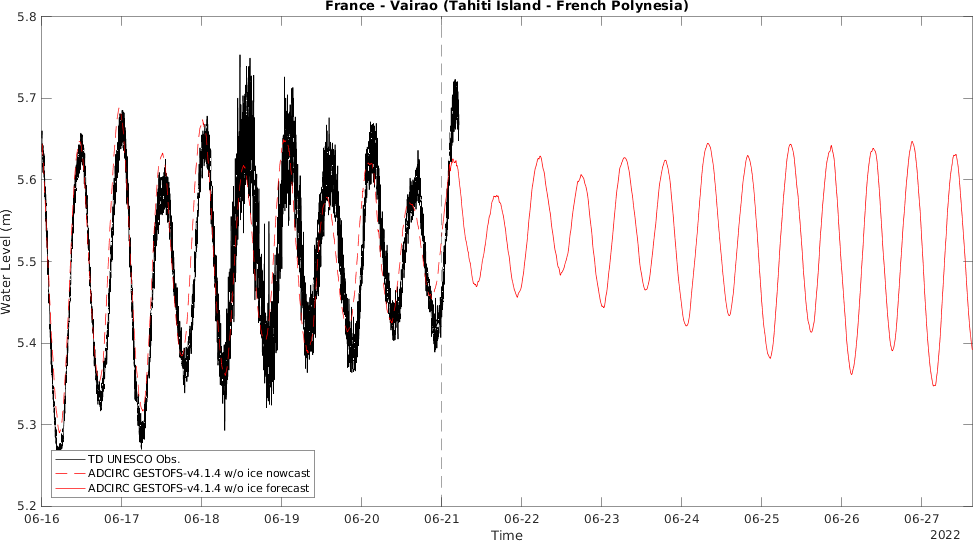 France - Vairao (Tahiti Island - French Polynesia)
5.8
5.7
5.6
5.5
5.4
5.3
5.2
Water Level (m)
TD UNESCO Obs.
ADCIRC GESTOFS-v4.1.4 w/o ice nowcast
ADCIRC GESTOFS-v4.1.4 w/o ice forecast
06-16 06-17 06-18 06-19 06-20 06-21 06-22 06-23 06-24 06-25 06-26 06-27
Time
2022